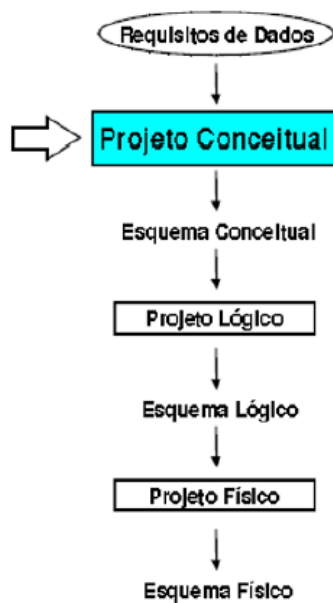 Requisitos de Dados
Projeto Conceitual
Esquema Conceitual
Projeto Lógico
Esquema Lógico
Projeto Físico
Esquema Físico